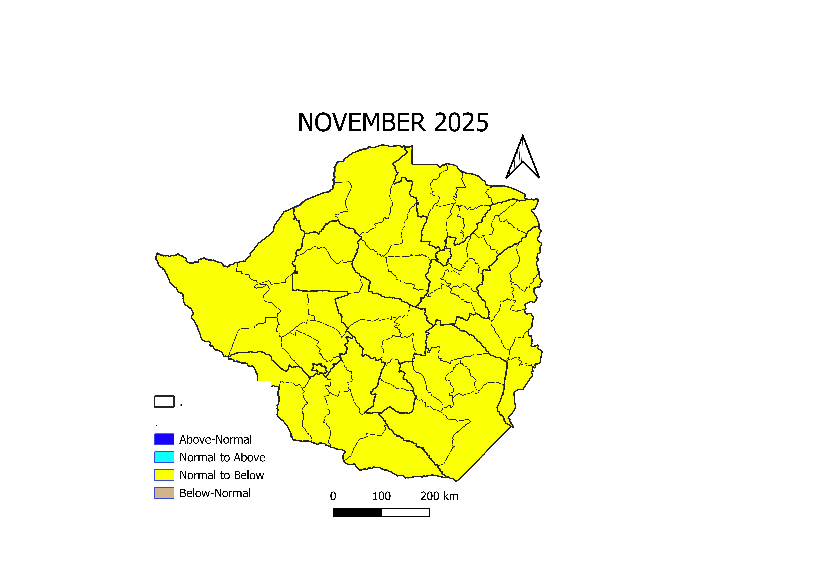 NOVEMBER 2025
.
.
Above-Normal
Normal to Above
Normal to Below
Below-Normal
0 100 200 km